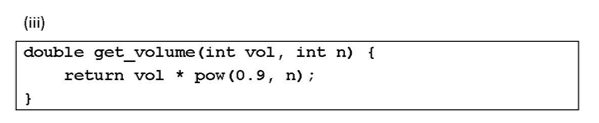 (iii)
double get_volume(int vol, int n) {
    return vol * pow(0.9, n);
}